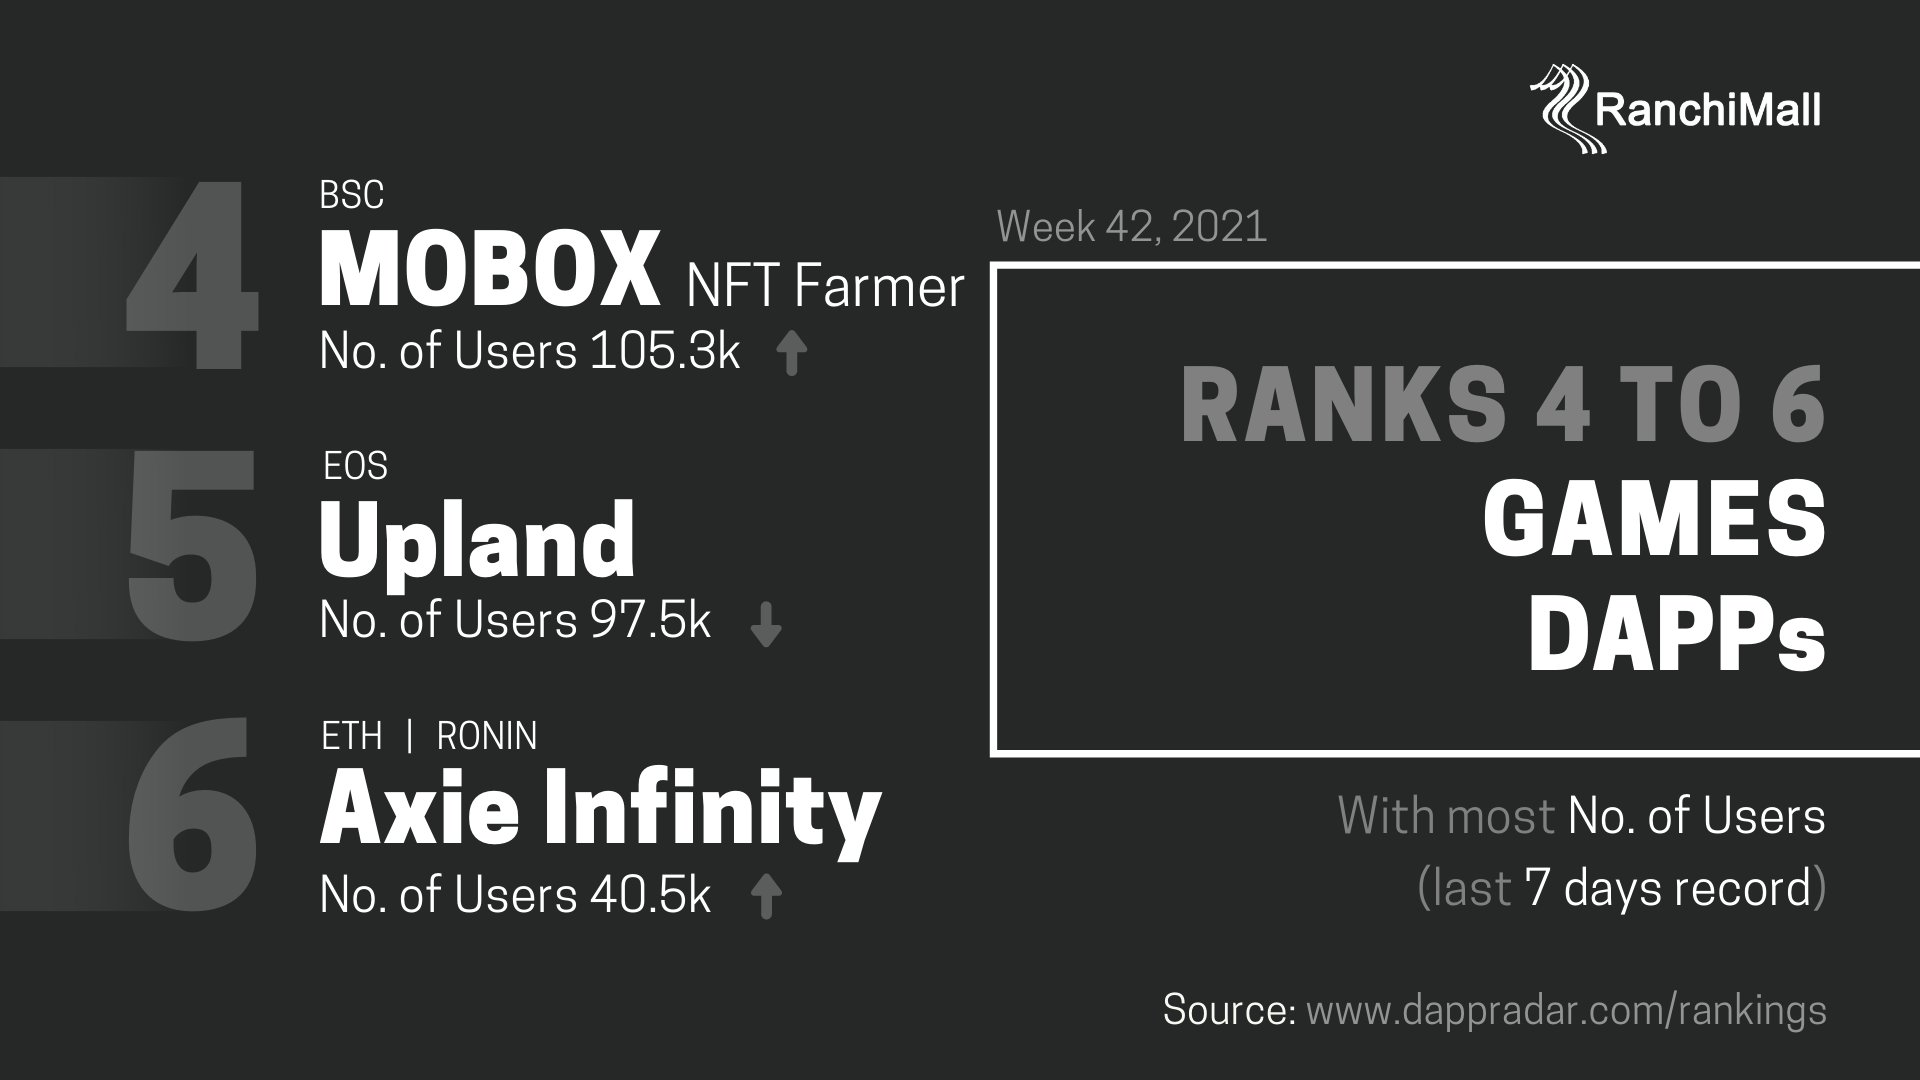 RanchiMall
4
BSC
MOBOX NFT Farmer
No. of Users 105.3k
5
EOS
Upland
No. of Users 97.5k
6
ETH | RONIN
Axie Infinity
No. of Users 40.5k
Week 42, 2021
RANKS 4 TO 6
GAMES
DAPPs
With most No. of Users
(last 7 days record)
Source: www.dappradar.com/rankings